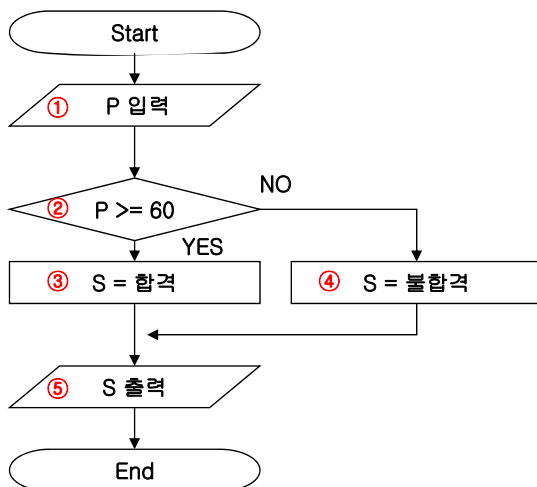 Start
① P 입력
NO
② P >= 60
YES
③ S = 합격
④ S = 불합격
⑤ S 출력
End